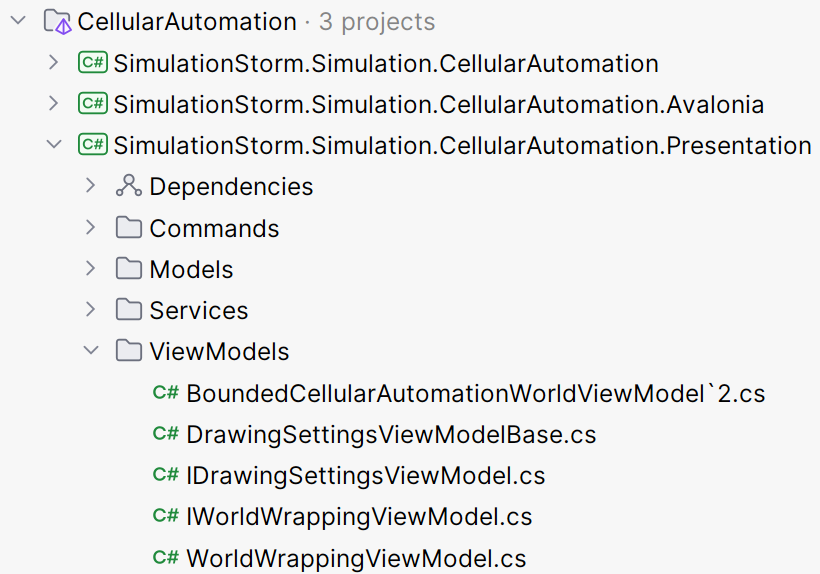 CellularAutomation · 3 projects
C# SimulationStorm.Simulation.CellularAutomation
C# SimulationStorm.Simulation.CellularAutomation.Avalonia
C# SimulationStorm.Simulation.CellularAutomation.Presentation
Dependencies
Commands
Models
Services
ViewModels
C# BoundedCellularAutomationWorldViewModel`2.cs
C# DrawingSettingsViewModelBase.cs
C# IDrawingSettingsViewModel.cs
C# IWorldWrappingViewModel.cs
C# WorldWrappingViewModel.cs